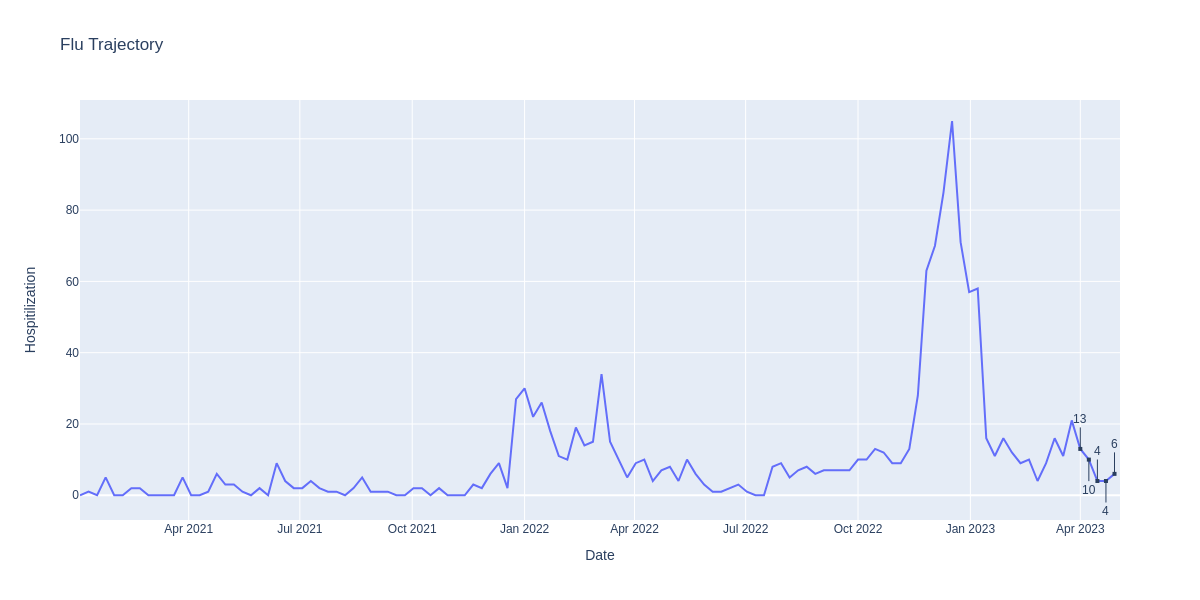 Flu Trajectory
100
80
60
40
20
0
Hospitilization
13
10
4
4
6
Apr 2021
Jul 2021
Oct 2021
Jan 2022
Apr 2022
Jul 2022
Oct 2022
Jan 2023
Apr 2023
Date